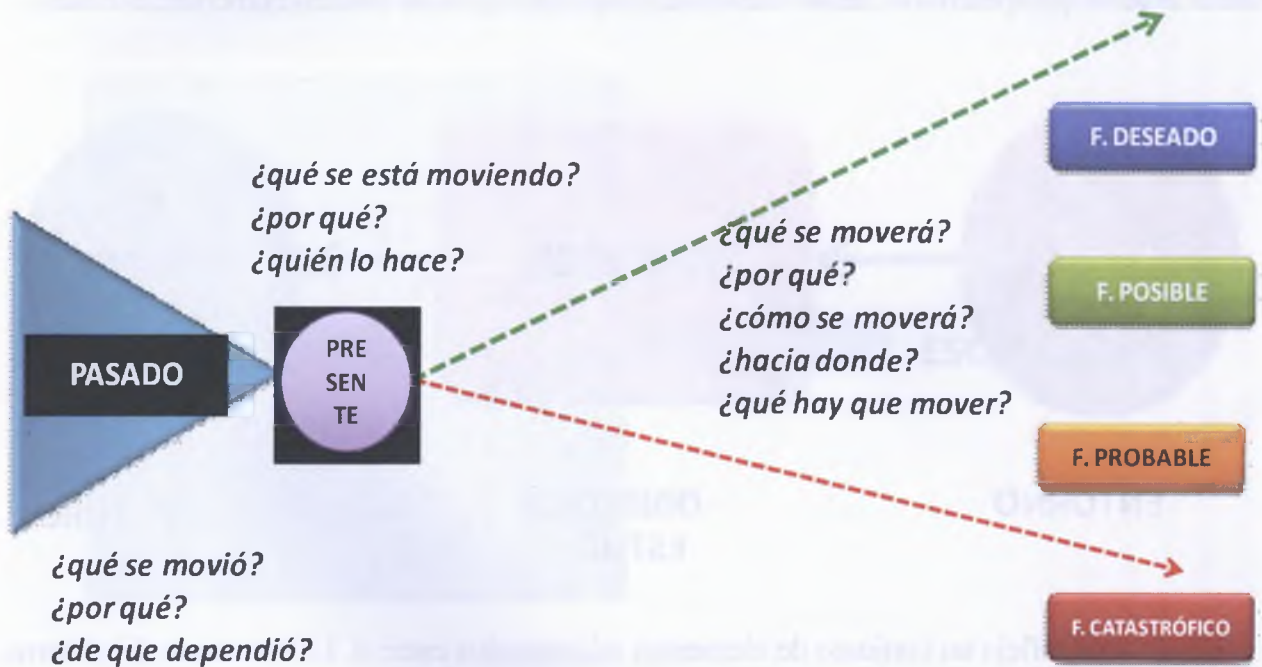 ¿qué se está moviendo?
¿por qué?
¿quién lo hace?
PASADO
PRE
SEN
TE
¿qué se movió?
¿por qué?
¿de que dependió?
¿qué se moverá?
¿por qué?
¿cómo se moverá?
¿hacia donde?
¿qué hay que mover?
F. DESEADO
F. POSIBLE
F. PROBABLE
F. CATASTRÓFICO